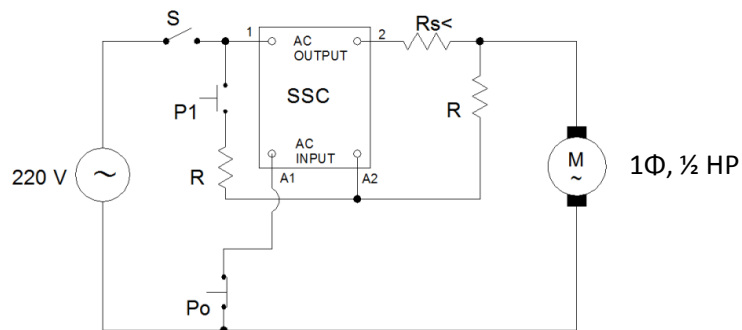 S
1
AC
OUTPUT
2
Rs<
SSC
P1
R
AC
INPUT
R
M
~
1Φ, ½ HP
220 V
~
A1
A2
Po